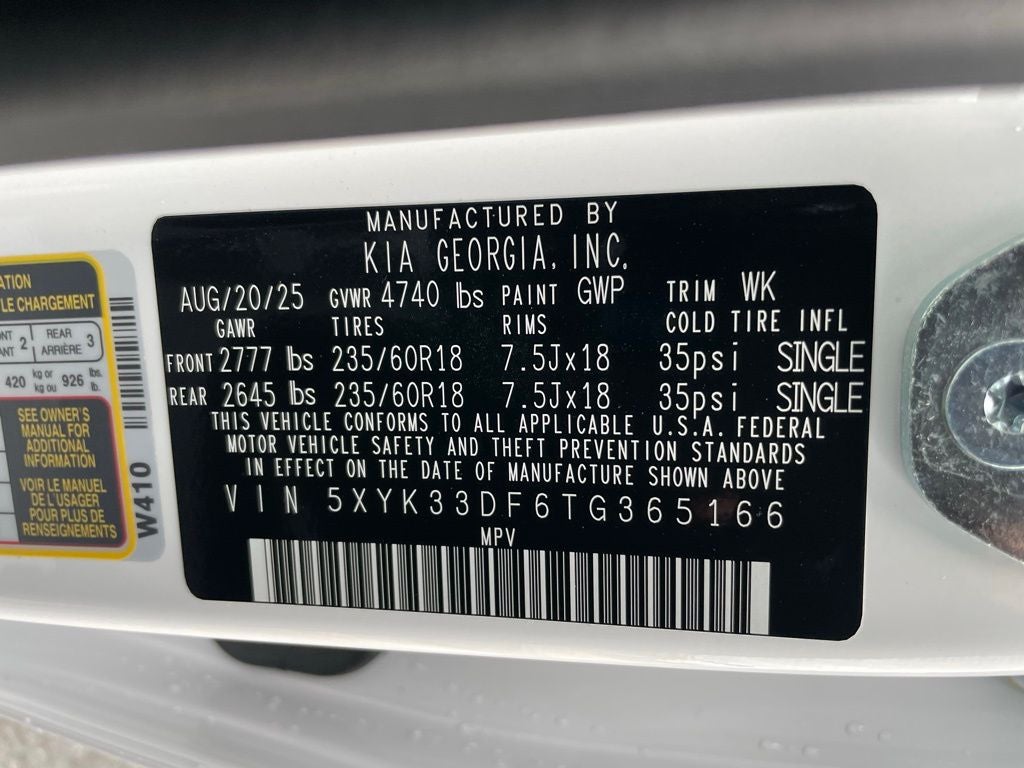 MANUFACTURED BY
KIA GEORGIA, INC.
AUG/20/25 GVWR 4740 lbs PAINT GWP TRIM WK
GAWR TIRES RIMS COLD TIRE INFL
FRONT 2777 lbs 235/60R18 7.5Jx18 35psi SINGLE
REAR 2645 lbs 235/60R18 7.5Jx18 35psi SINGLE
THIS VEHICLE CONFORMS TO ALL APPLICABLE U.S.A. FEDERAL
MOTOR VEHICLE SAFETY AND THEFT PREVENTION STANDARDS
IN EFFECT ON THE DATE OF MANUFACTURE SHOWN ABOVE
VIN 5XYK33DF6TG365166
MPV
CHARGEMENT
2 REAR 3
ARRIÈRE
420 kg or 926 lbs.
kg ou lb.
SEE OWNER'S
MANUAL FOR
ADDITIONAL
INFORMATION
VOIR LE MANUEL
DE L'USAGER
POUR PLUS DE
RENSEIGNEMENTS
W410